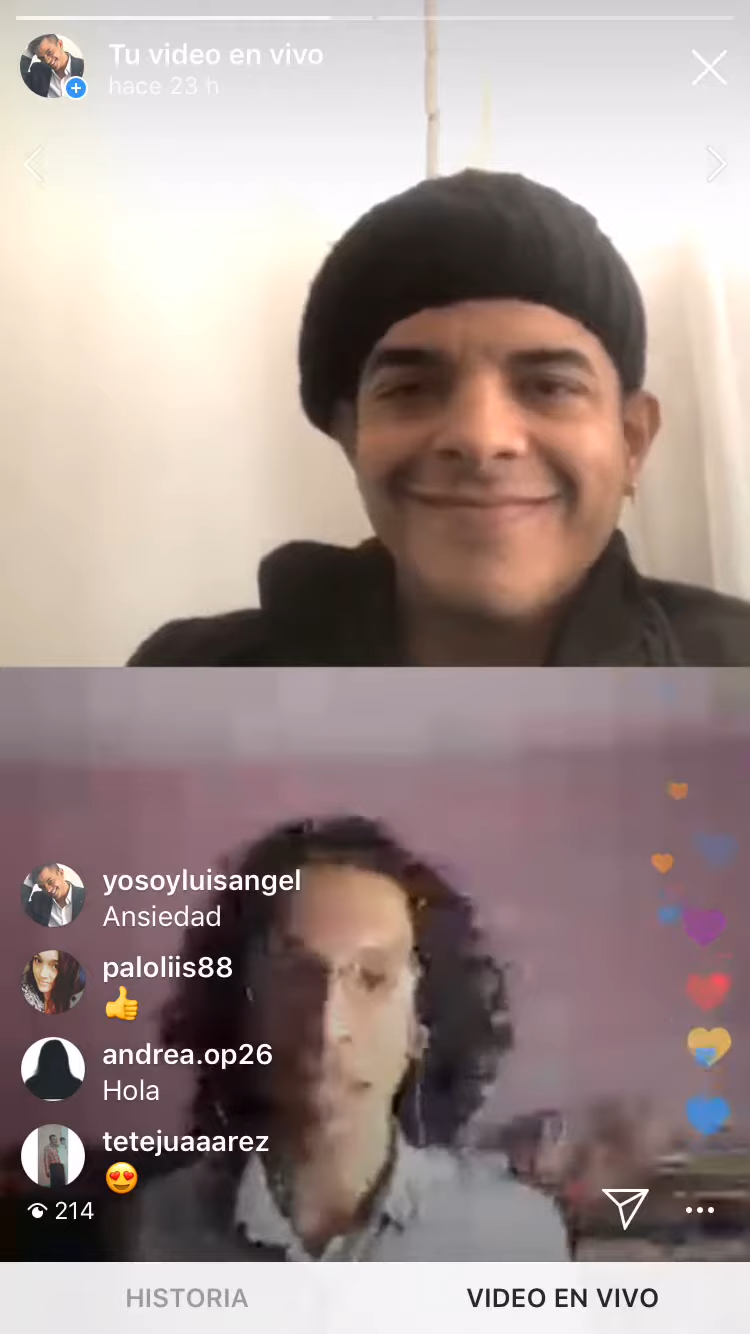 Tu video en vivo
hace 23 h
yosoyluisangel
Ansiedad
paloliis88
👍
andrea.op26
Hola
tetejuaaarez
😍
214
HISTORIA
VIDEO EN VIVO